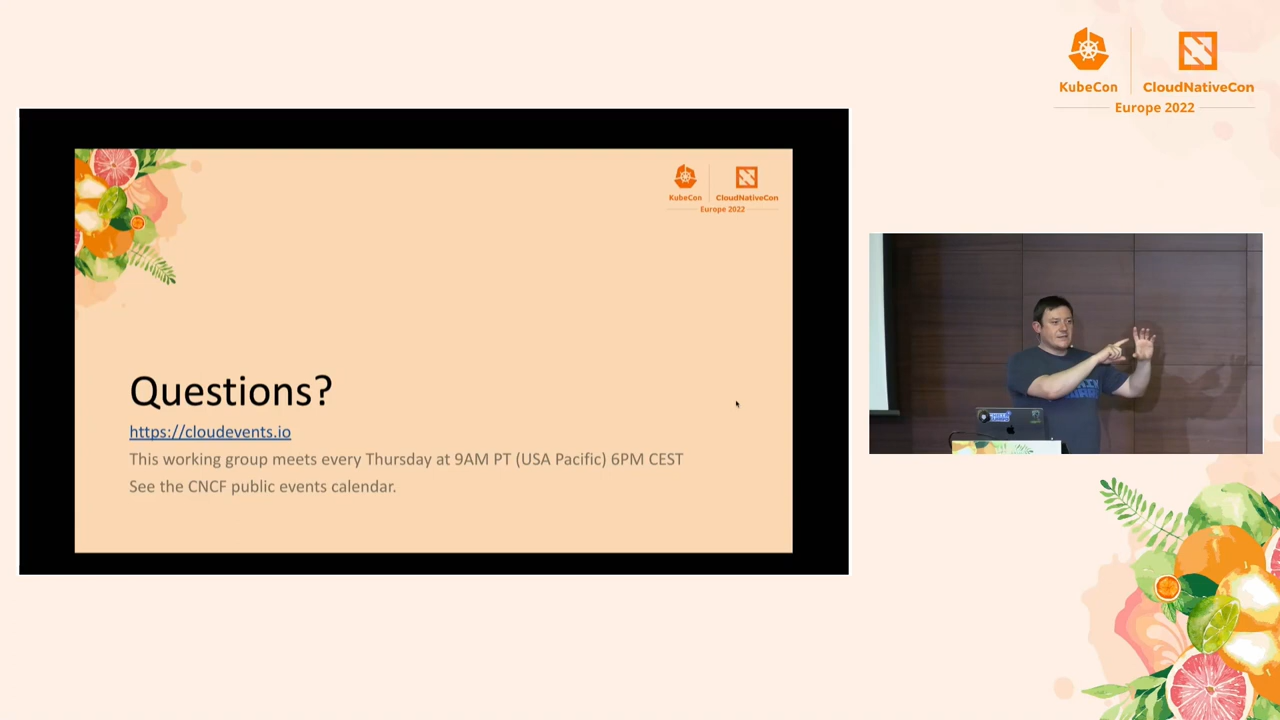 KubeCon
CloudNativeCon
Europe 2022
KubeCon
CloudNativeCon
Europe 2022
Questions?
https://cloudevents.io
This working group meets every Thursday at 9AM PT (USA Pacific) 6PM CEST
See the CNCF public events calendar.